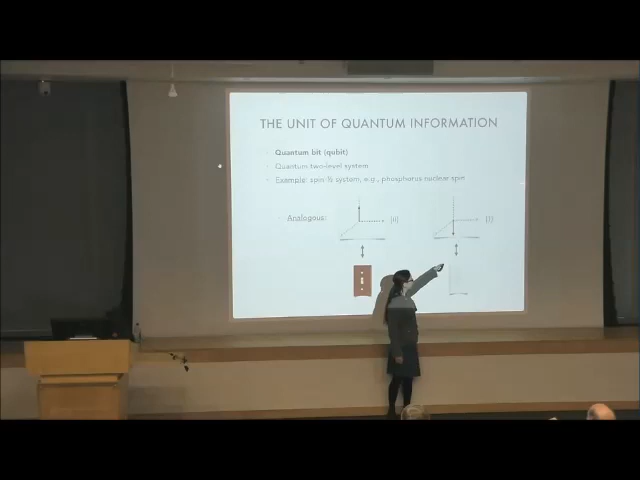 THE UNIT OF QUANTUM INFORMATION
Quantum bit (qubit)
Quantum two-level system
Example: spin-½ system, e.g., phosphorus nuclear spin
Analogous:
|0⟩
|1⟩